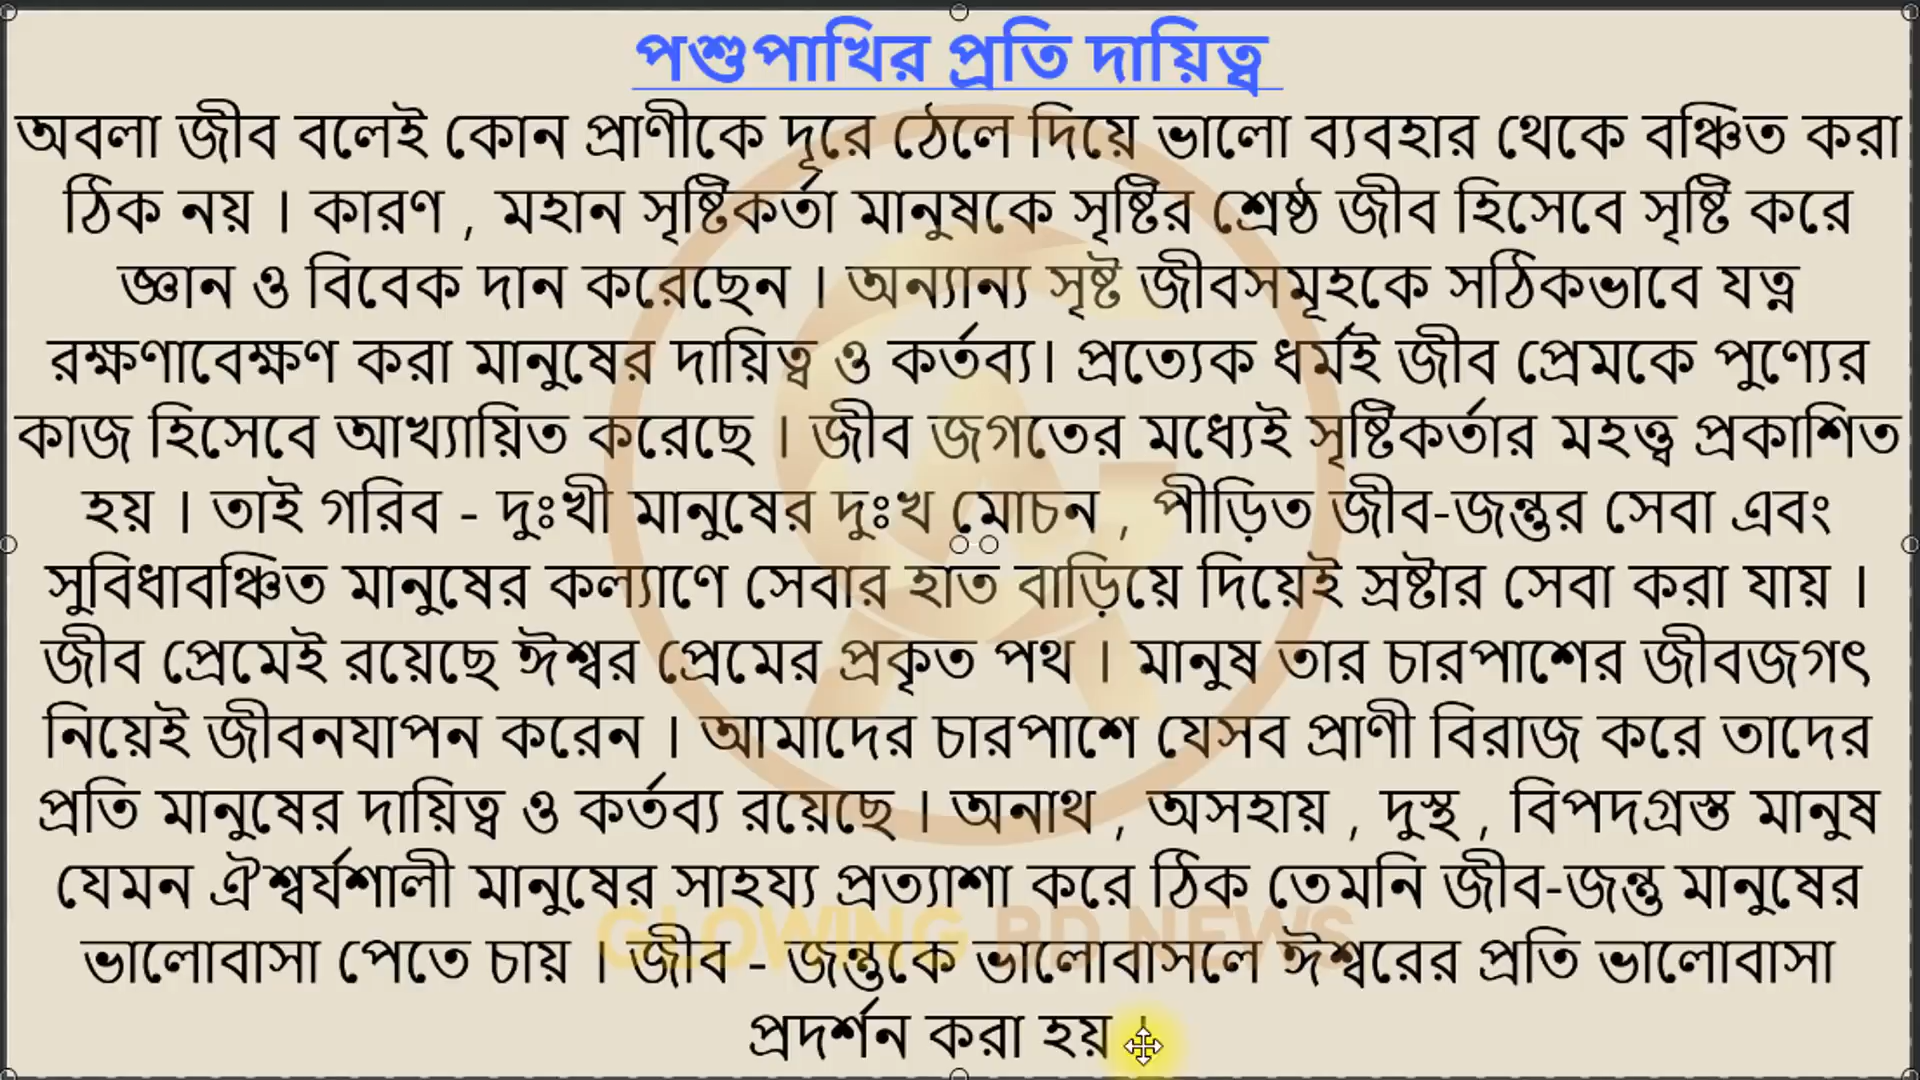 পশুপাখির প্রতি দায়িত্ব
অবলা জীব বলেই কোন প্রাণীকে দূরে ঠেলে দিয়ে ভালো ব্যবহার থেকে বঞ্চিত করা
ঠিক নয় । কারণ , মহান সৃষ্টিকর্তা মানুষকে সৃষ্টির শ্রেষ্ঠ জীব হিসেবে সৃষ্টি করে
জ্ঞান ও বিবেক দান করেছেন । অন্যান্য সৃষ্ট জীবসমূহকে সঠিকভাবে যত্ন
রক্ষণাবেক্ষণ করা মানুষের দায়িত্ব ও কর্তব্য। প্রত্যেক ধর্মই জীব প্রেমকে পুণ্যের
কাজ হিসেবে আখ্যায়িত করেছে । জীব জগতের মধ্যেই সৃষ্টিকর্তার মহত্ত্ব প্রকাশিত
হয় । তাই গরিব - দুঃখী মানুষের দুঃখ মোচন , পীড়িত জীব-জন্তুর সেবা এবং
সুবিধাবঞ্চিত মানুষের কল্যাণে সেবার হাত বাড়িয়ে দিয়েই স্রষ্টার সেবা করা যায় ।
জীব প্রেমেই রয়েছে ঈশ্বর প্রেমের প্রকৃত পথ । মানুষ তার চারপাশের জীবজগৎ
নিয়েই জীবনযাপন করেন । আমাদের চারপাশে যেসব প্রাণী বিরাজ করে তাদের
প্রতি মানুষের দায়িত্ব ও কর্তব্য রয়েছে । অনাথ , অসহায় , দুস্থ , বিপদগ্রস্ত মানুষ
যেমন ঐশ্বর্যশালী মানুষের সাহয্য প্রত্যাশা করে ঠিক তেমনি জীব-জন্তু মানুষের
GLOWING BD NEWS
ভালোবাসা পেতে চায় । জীব - জন্তুকে ভালোবাসলে ঈশ্বরের প্রতি ভালোবাসা
প্রদর্শন করা হয় ।